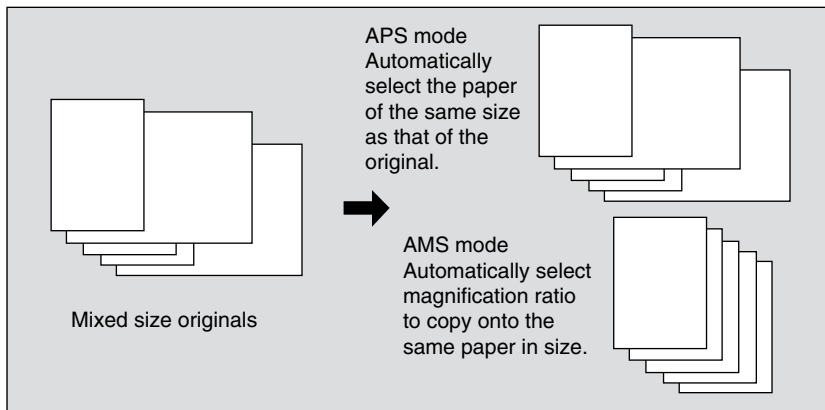 APS mode
Automatically
select the paper
of the same size
as that of the
original.
Mixed size originals
AMS mode
Automatically select
magnification ratio
to copy onto the
same paper in size.